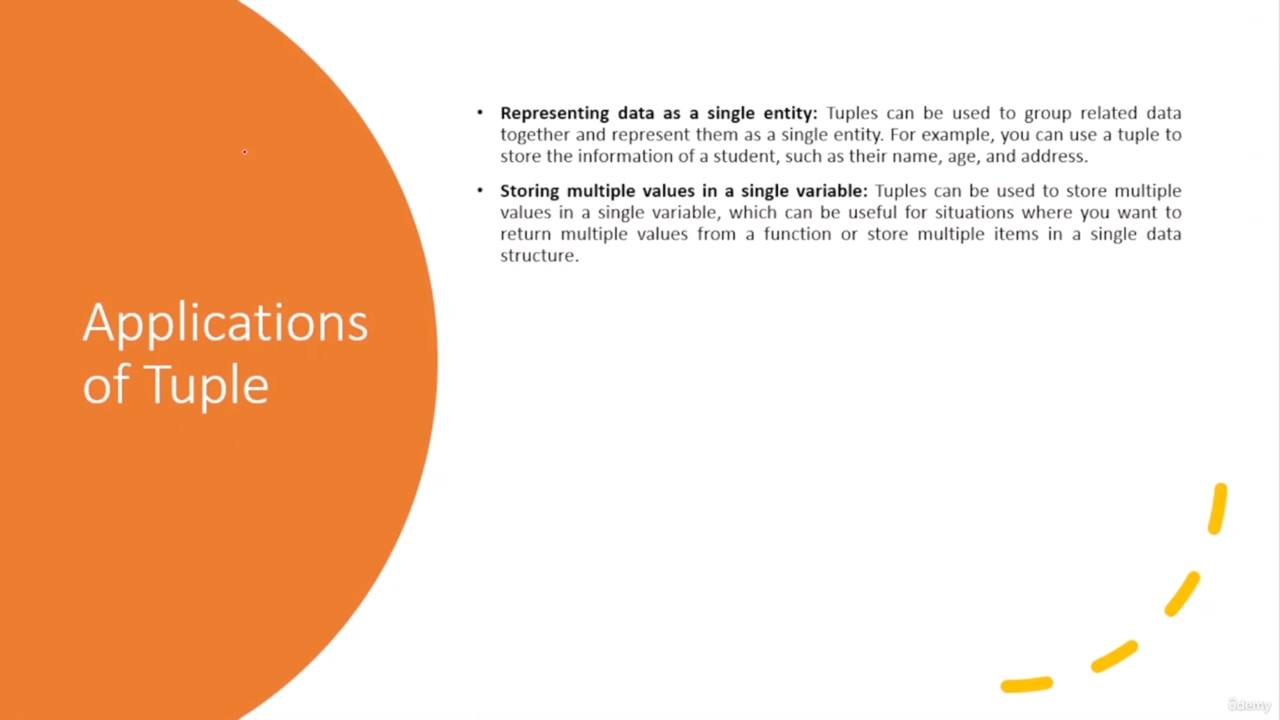 Applications
of Tuple
• Representing data as a single entity: Tuples can be used to group related data
together and represent them as a single entity. For example, you can use a tuple to
store the information of a student, such as their name, age, and address.
• Storing multiple values in a single variable: Tuples can be used to store multiple
values in a single variable, which can be useful for situations where you want to
return multiple values from a function or store multiple items in a single data
structure.
ûdemy